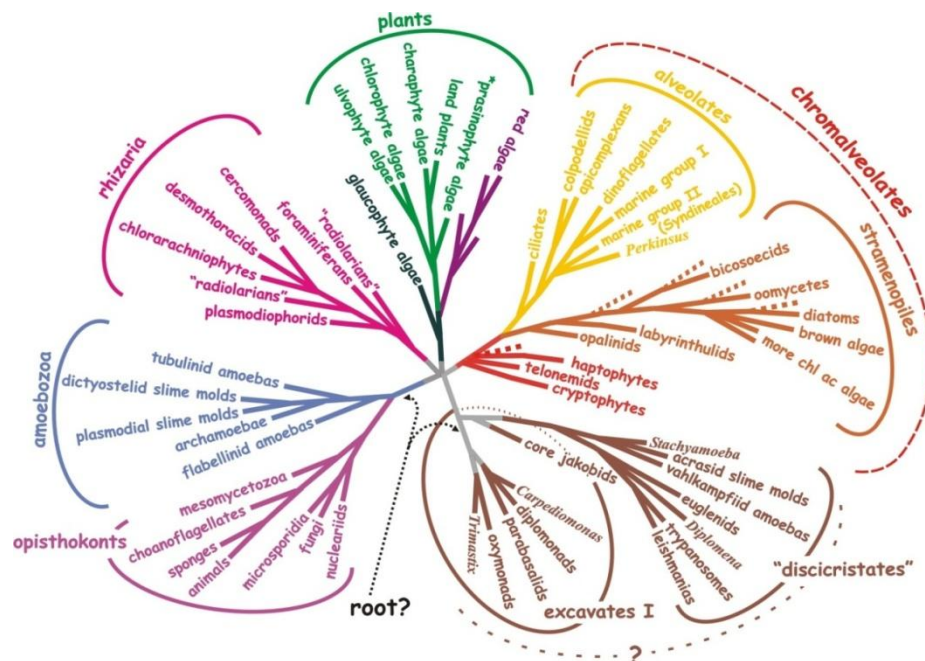 plants
ulvophyte algae
chlorophyte algae
charaphyte algae
land plants
*prasinophyte algae
red algae
glaucophyte algae
alveolates
ciliates
colpodellids
apicomplexans
dinoflagellates
marine group I
marine group II
(Syndineales)
Perkinsus
chromalveolates
stramenopiles
bicosoecids
oomycetes
diatoms
brown algae
more chl ac algae
labyrinthulids
opalinids
haptophytes
telonemids
cryptophytes
rhizaria
"radiolarians"
foraminiferans
cercomonads
desmothoracids
chlorarachniophytes
"radiolarians"
plasmodiophorids
amoebozoa
tubulinid amoebas
dictyostelid slime molds
plasmodial slime molds
archamoebae
flabellinid amoebas
opisthokonts
mesomycetozoa
choanoflagellates
sponges
animals
microsporidia
fungi
nucleariids
root?
excavates I
core jakobids
Carpediomonas
diplomonads
parabasalids
oxymonads
Trimastix
"discicristates"
Stachyamoeba
acrasid slime molds
vahlkampfiid amoebas
euglenids
Diplomena
trypanosomes
leishmanias
?